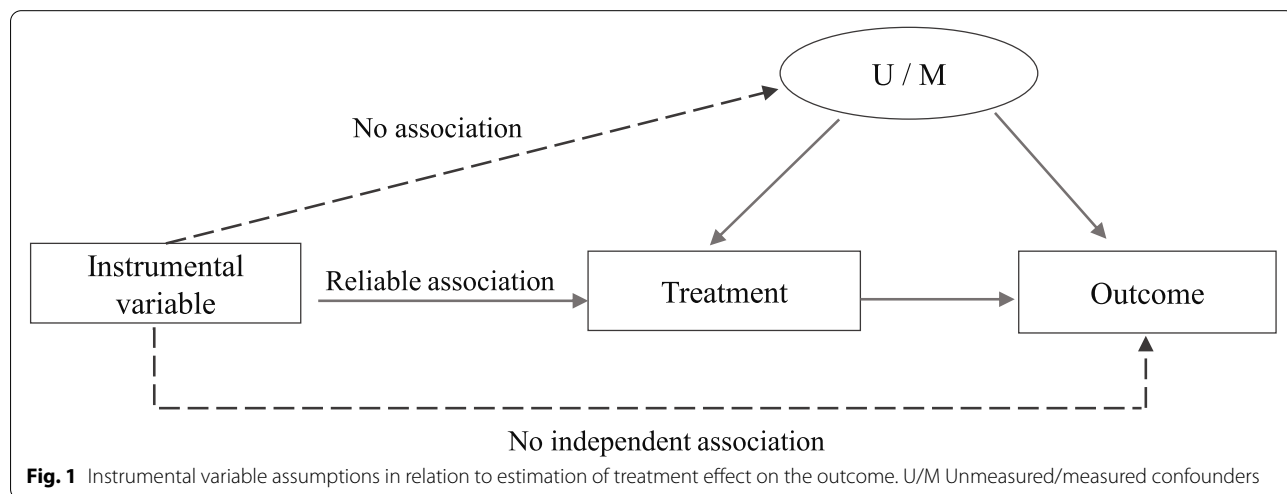 U / M
No association
Instrumental
variable
Reliable association
Treatment
Outcome
No independent association
Fig. 1 Instrumental variable assumptions in relation to estimation of treatment effect on the outcome. U/M Unmeasured/measured confounders